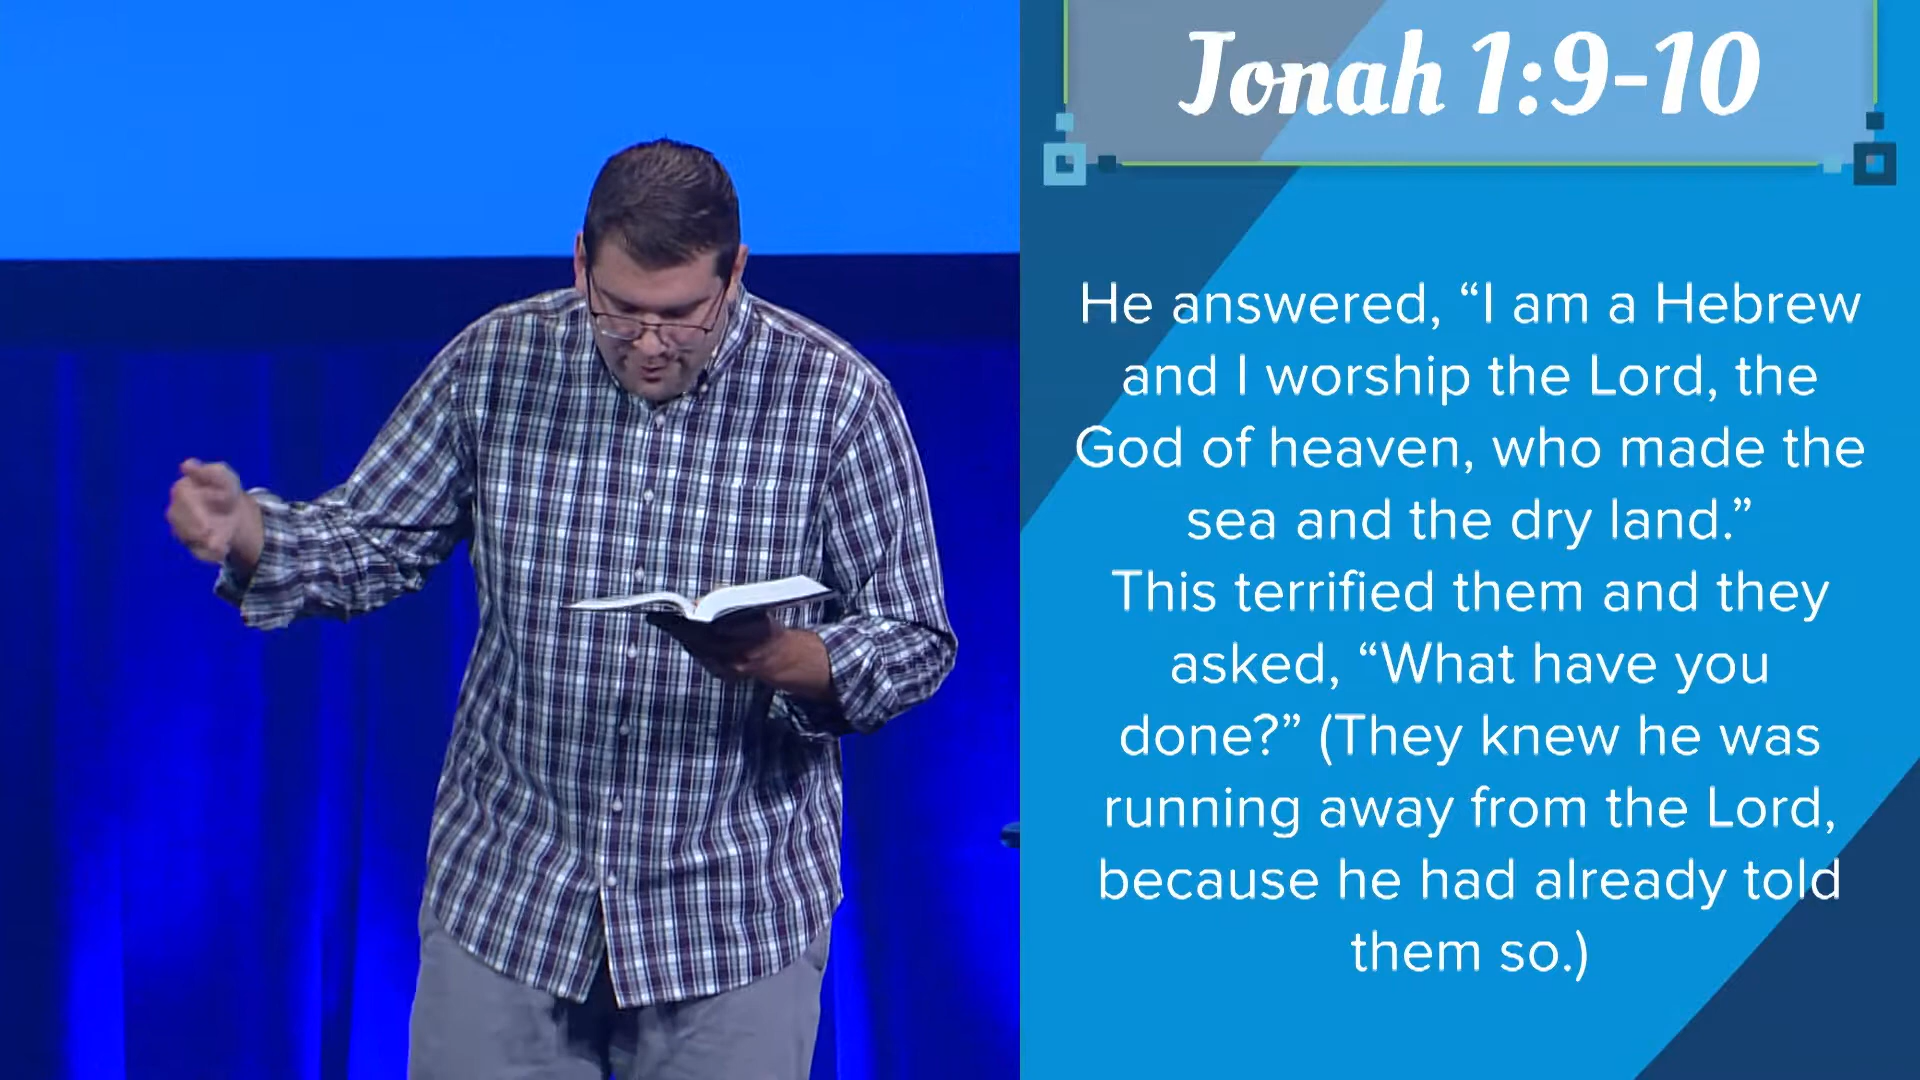 Jonah 1:9-10
He answered, “I am a Hebrew
and I worship the Lord, the
God of heaven, who made the
sea and the dry land.”
This terrified them and they
asked, “What have you
done?” (They knew he was
running away from the Lord,
because he had already told
them so.)